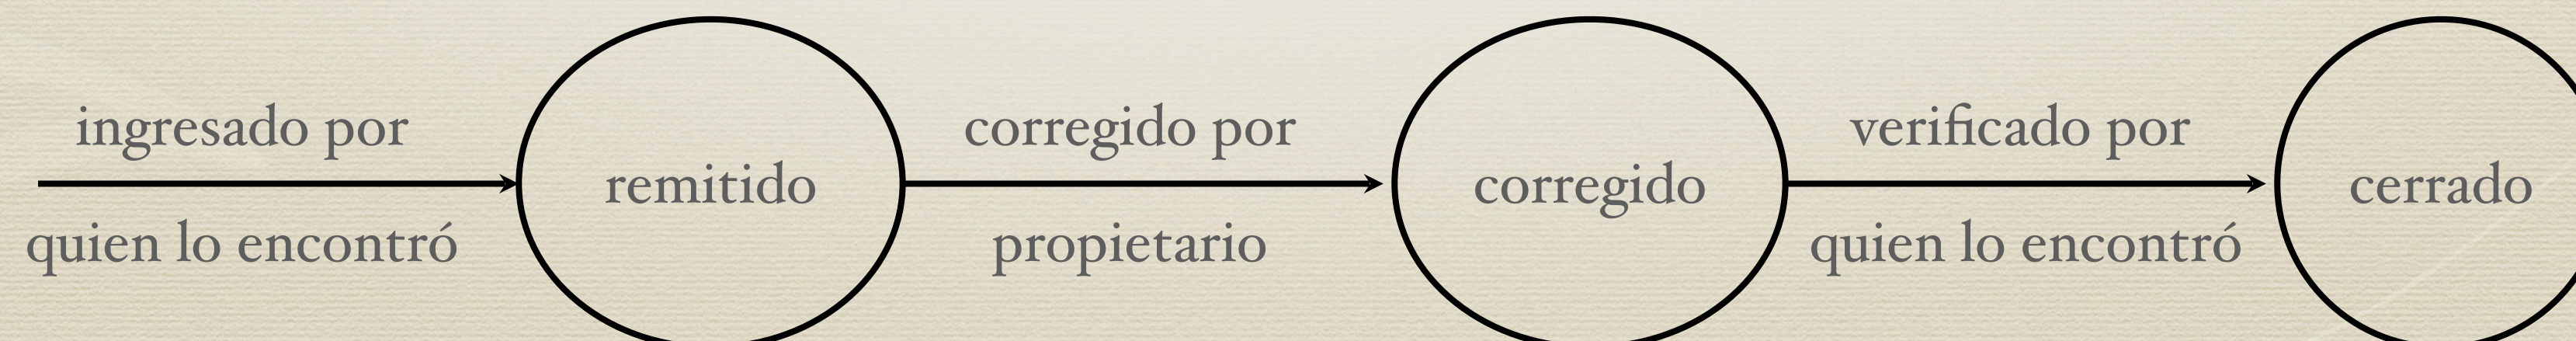 ingresado por
quien lo encontró
remitido
corregido por
propietario
corregido
verificado por
quien lo encontró
cerrado